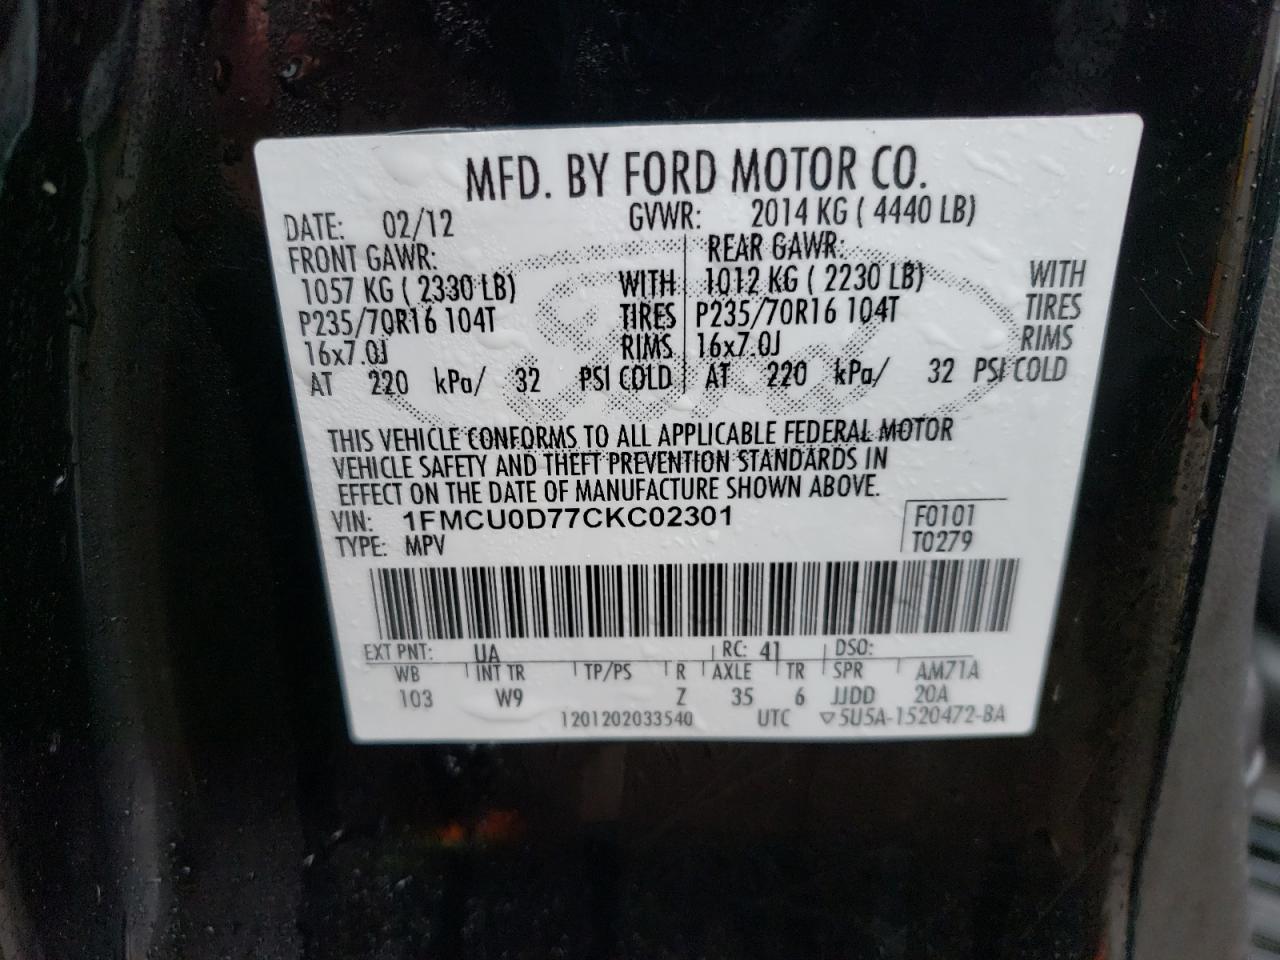 MFD. BY FORD MOTOR CO.
DATE: 02/12 GVWR: 2014 KG ( 4440 LB)
FRONT GAWR: REAR GAWR:
1057 KG ( 2330 LB) WITH 1012 KG ( 2230 LB) WITH
P235/70R16 104T TIRES P235/70R16 104T TIRES
16x7.0J RIMS 16x7.0J RIMS
AT 220 kPa/ 32 PSI COLD AT 220 kPa/ 32 PSI COLD
THIS VEHICLE CONFORMS TO ALL APPLICABLE FEDERAL MOTOR
VEHICLE SAFETY AND THEFT PREVENTION STANDARDS IN
EFFECT ON THE DATE OF MANUFACTURE SHOWN ABOVE.
VIN: 1FMCU0D77CKC02301 F0101
TYPE: MPV T0279
EXT PNT: UA RC: 41 DSO:
WB INT TR TP/PS R AXLE TR SPR AM71A
103 W9 Z 35 6 JJDD 20A
1201202033540 UTC ▽5U5A-1520472-BA